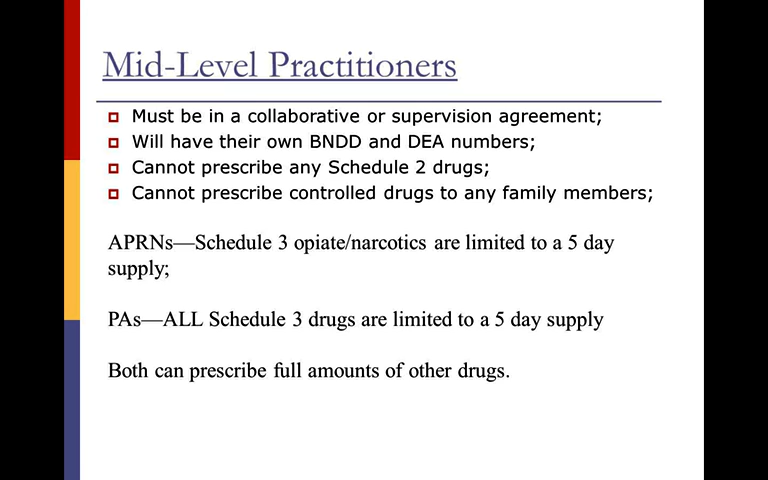 Mid-Level Practitioners
Must be in a collaborative or supervision agreement;
Will have their own BNDD and DEA numbers;
Cannot prescribe any Schedule 2 drugs;
Cannot prescribe controlled drugs to any family members;
APRNs—Schedule 3 opiate/narcotics are limited to a 5 day
supply;
PAs—ALL Schedule 3 drugs are limited to a 5 day supply
Both can prescribe full amounts of other drugs.